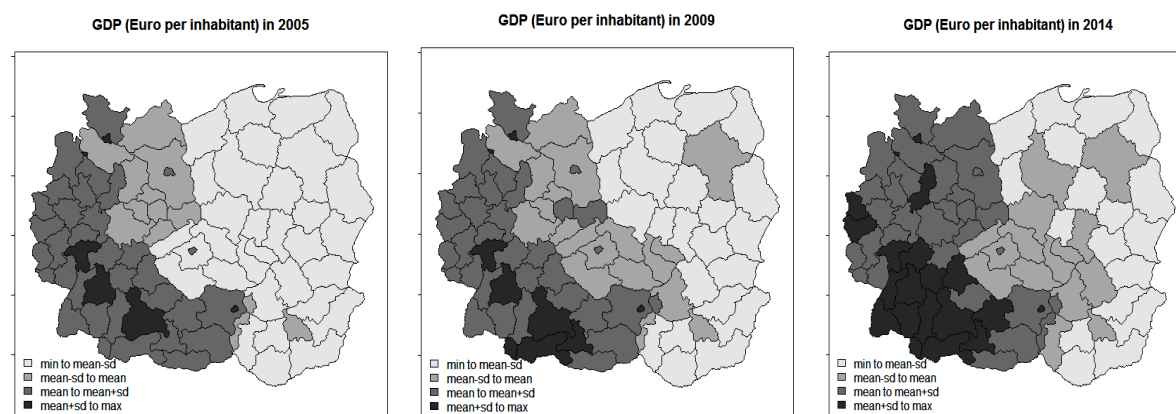 GDP (Euro per inhabitant) in 2005
min to mean-sd
mean-sd to mean
mean to mean+sd
mean+sd to max
GDP (Euro per inhabitant) in 2009
min to mean-sd
mean-sd to mean
mean to mean+sd
mean+sd to max
GDP (Euro per inhabitant) in 2014
min to mean-sd
mean-sd to mean
mean to mean+sd
mean+sd to max